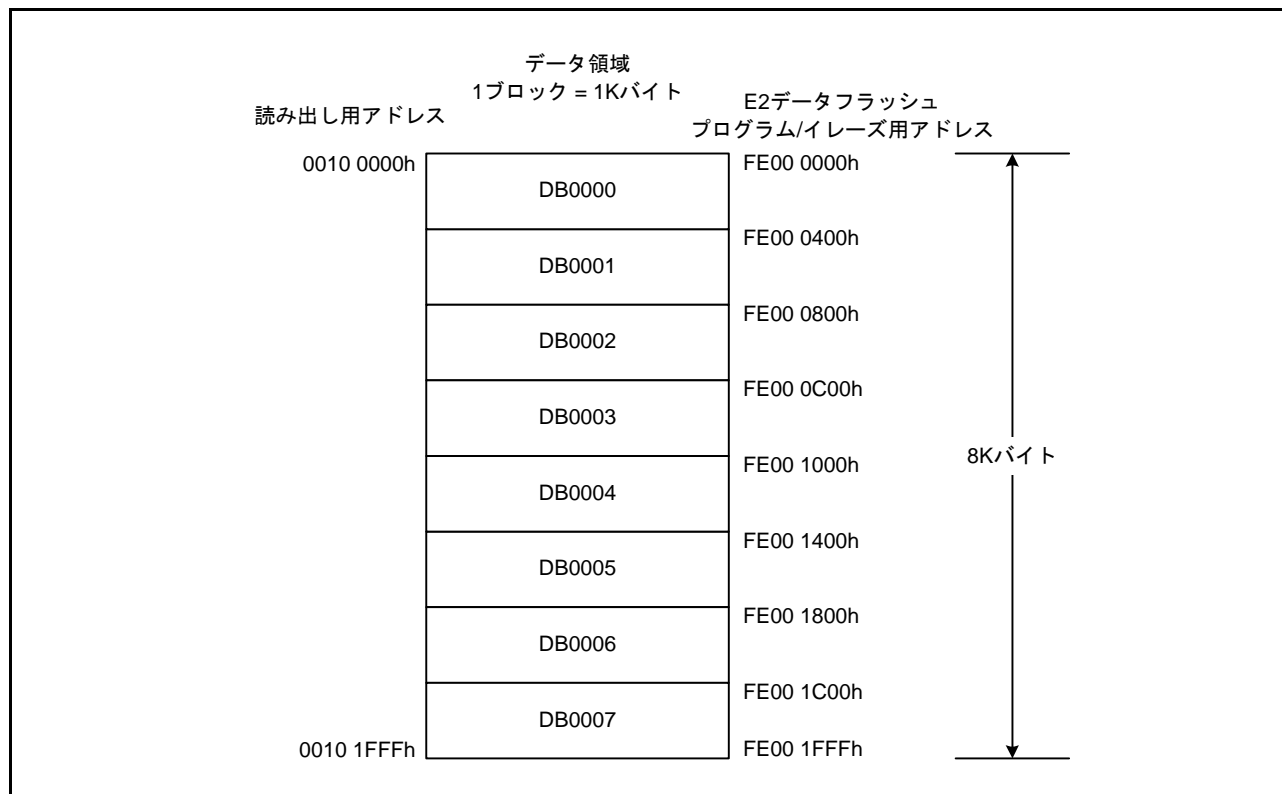 データ領域
1ブロック = 1Kバイト
読み出し用アドレス
E2データフラッシュ
プログラム/イレーズ用アドレス
0010 0000h
FE00 0000h
DB0000
FE00 0400h
DB0001
FE00 0800h
DB0002
FE00 0C00h
DB0003
FE00 1000h
8Kバイト
DB0004
FE00 1400h
DB0005
FE00 1800h
DB0006
FE00 1C00h
DB0007
0010 1FFFh
FE00 1FFFh